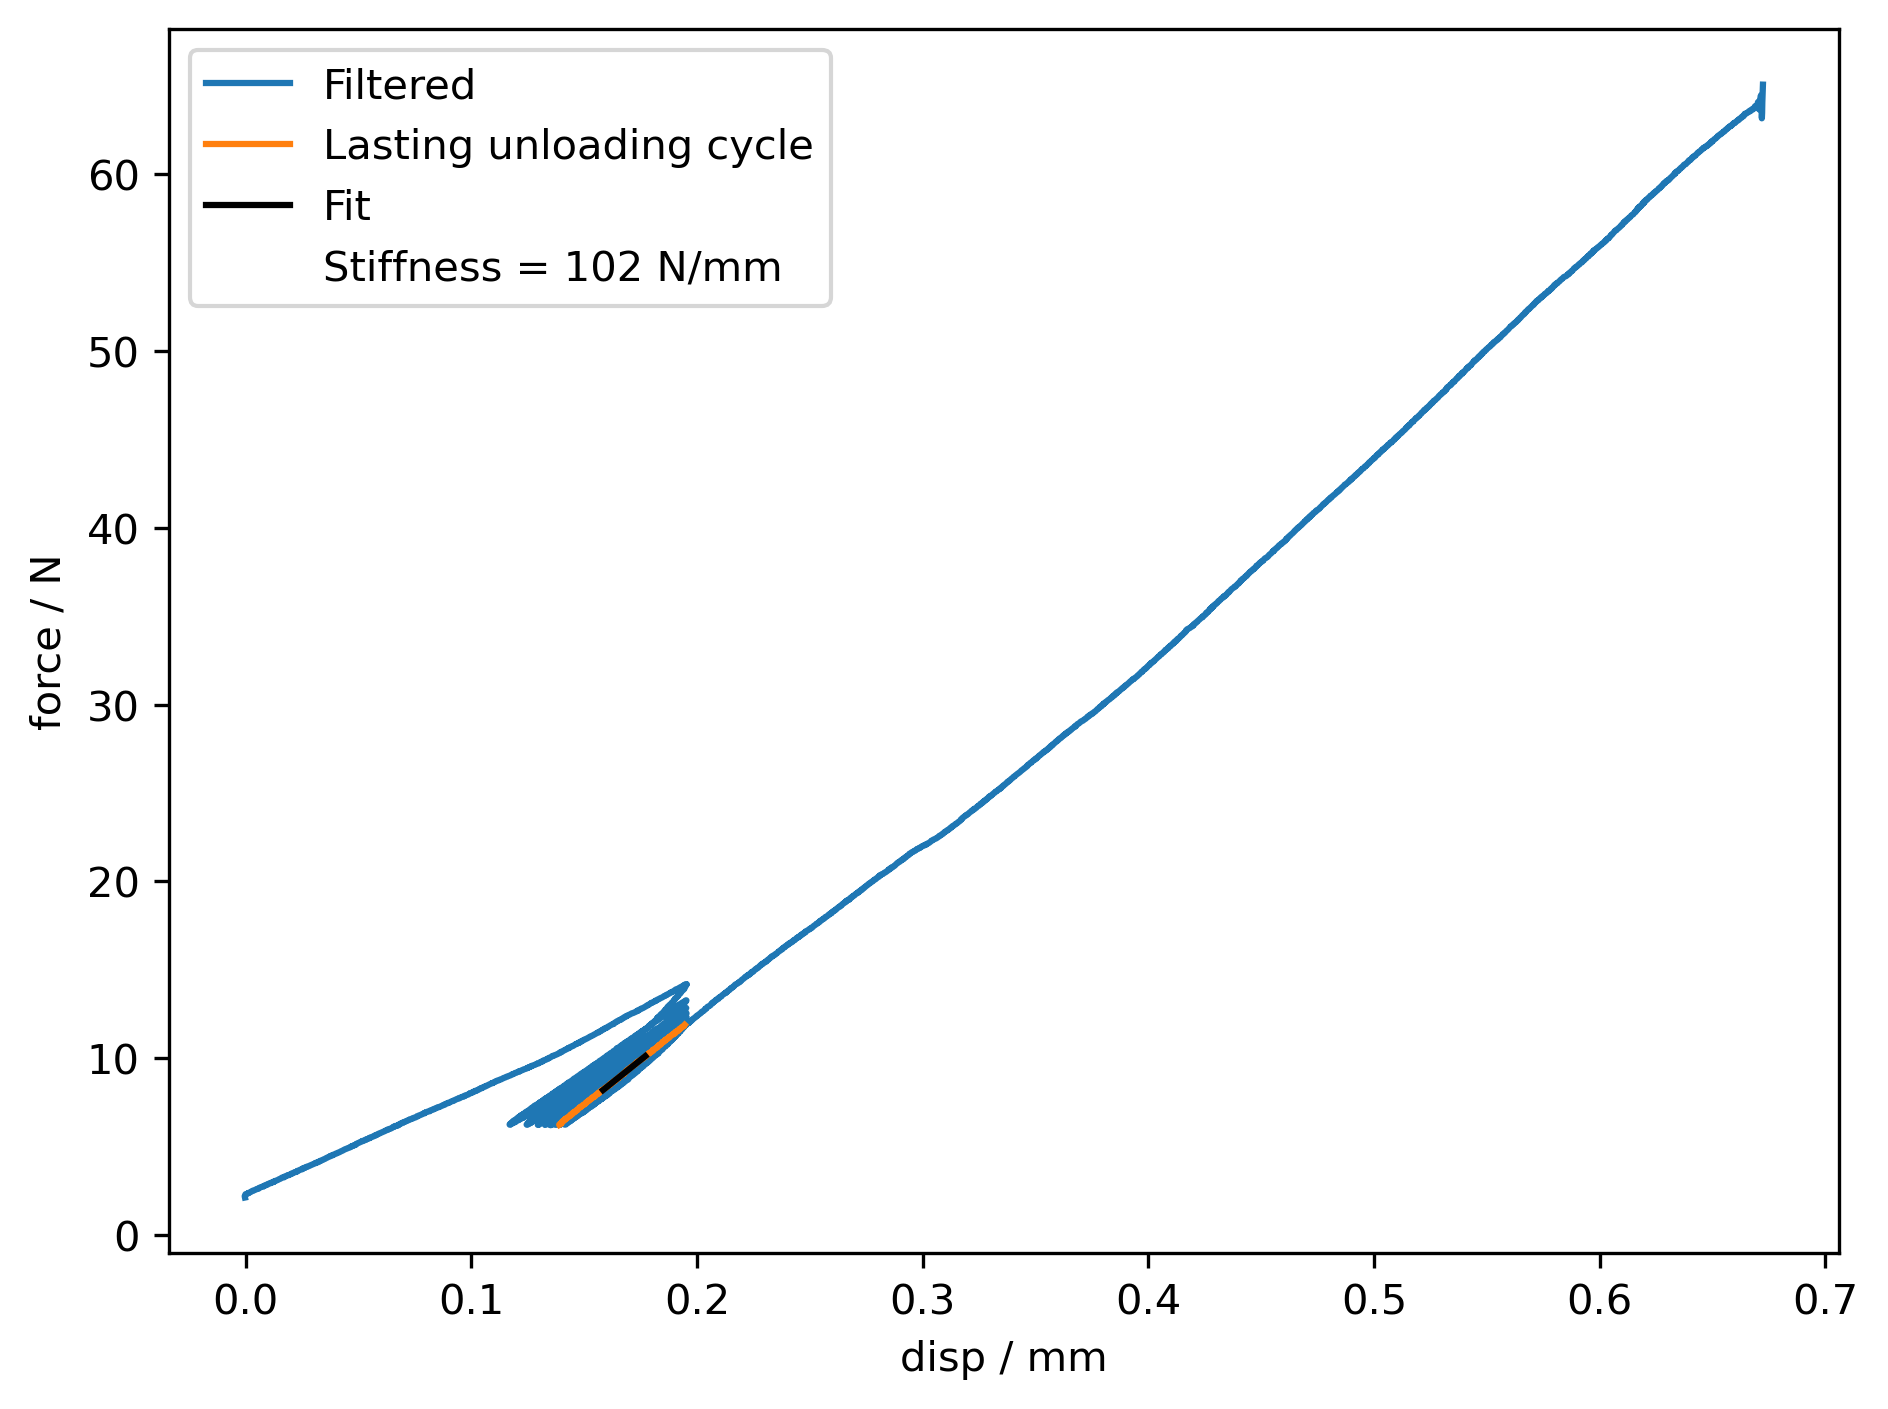 Filtered
Lasting unloading cycle
Fit
Stiffness = 102 N/mm
60
50
40
30
20
10
0
force / N
0.0 0.1 0.2 0.3 0.4 0.5 0.6 0.7
disp / mm